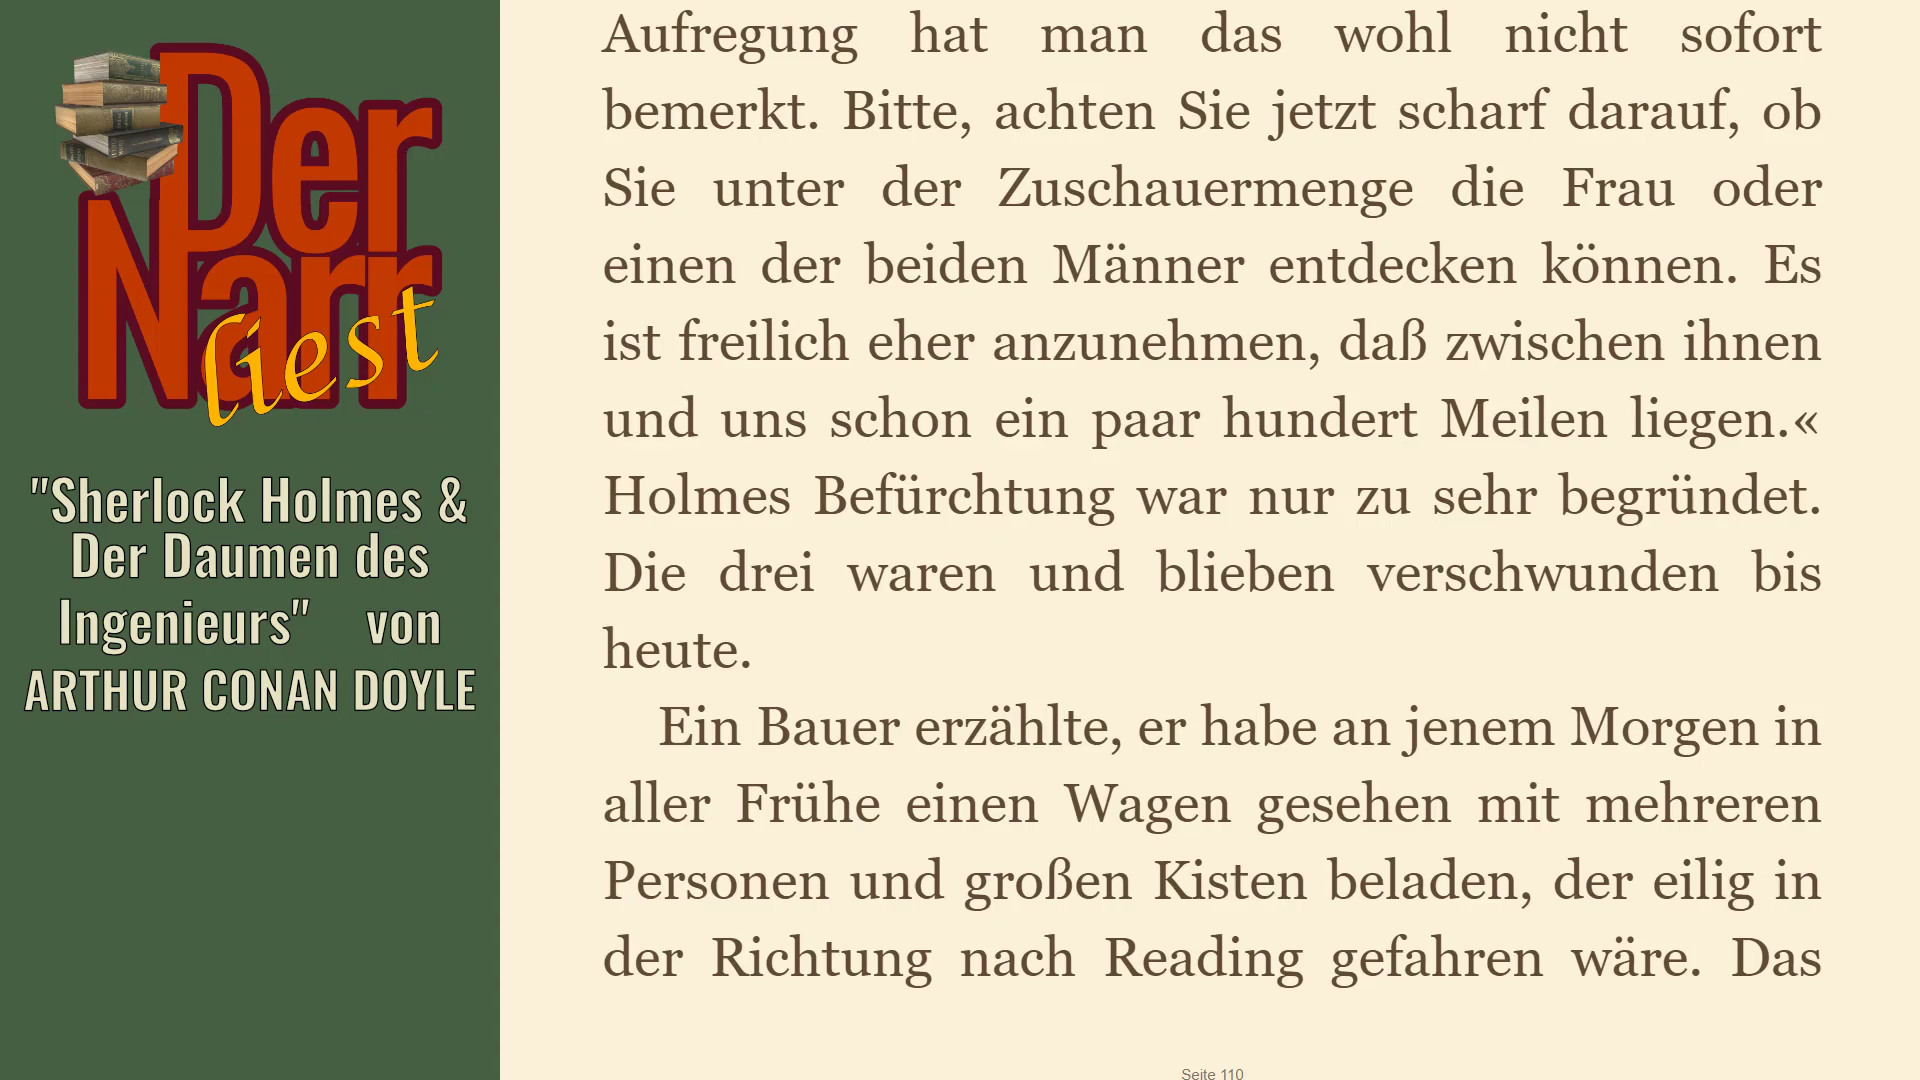 Der
Narr
liest
"Sherlock Holmes &
Der Daumen des
Ingenieurs" von
ARTHUR CONAN DOYLE
Aufregung hat man das wohl nicht sofort
bemerkt. Bitte, achten Sie jetzt scharf darauf, ob
Sie unter der Zuschauermenge die Frau oder
einen der beiden Männer entdecken können. Es
ist freilich eher anzunehmen, daß zwischen ihnen
und uns schon ein paar hundert Meilen liegen.«
Holmes Befürchtung war nur zu sehr begründet.
Die drei waren und blieben verschwunden bis
heute.
Ein Bauer erzählte, er habe an jenem Morgen in
aller Frühe einen Wagen gesehen mit mehreren
Personen und großen Kisten beladen, der eilig in
der Richtung nach Reading gefahren wäre. Das
Seite 110